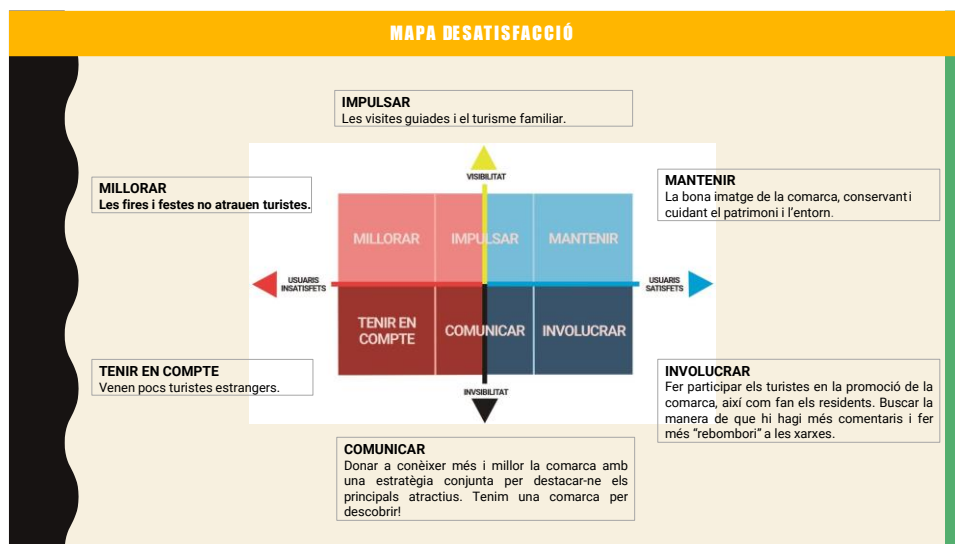 MAPA DESATISFACCIÓ
IMPULSAR
Les visites guiades i el turisme familiar.
MILLORAR
Les fires i festes no atrauen turistes.
MANTENIR
La bona imatge de la comarca, conservant i
cuidant el patrimoni i l'entorn.
VISIBILITAT
MILLORAR
IMPULSAR
MANTENIR
USUARIS
INSATISFETS
USUARIS
SATISFETS
TENIR EN
COMPTE
COMUNICAR
INVOLUCRAR
INVSIBILITAT
TENIR EN COMPTE
Venen pocs turistes estrangers.
INVOLUCRAR
Fer participar els turistes en la promoció de la
comarca, així com fan els residents. Buscar la
manera de que hi hagi més comentaris i fer
més “rebombori” a les xarxes.
COMUNICAR
Donar a conèixer més i millor la comarca amb
una estratègia conjunta per destacar-ne els
principals atractius. Tenim una comarca per
descobrir!